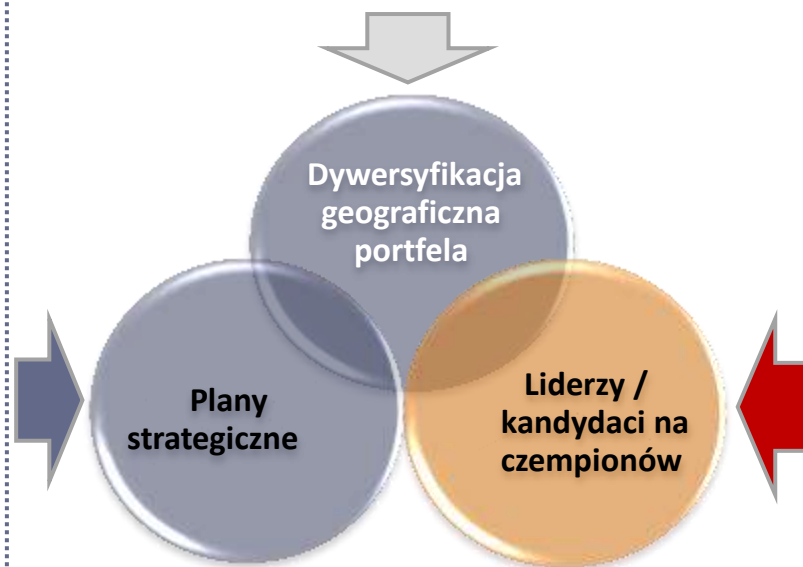 Dywersyfikacja
geograficzna
portfela
Plany
strategiczne
Liderzy /
kandydaci na
czempionów